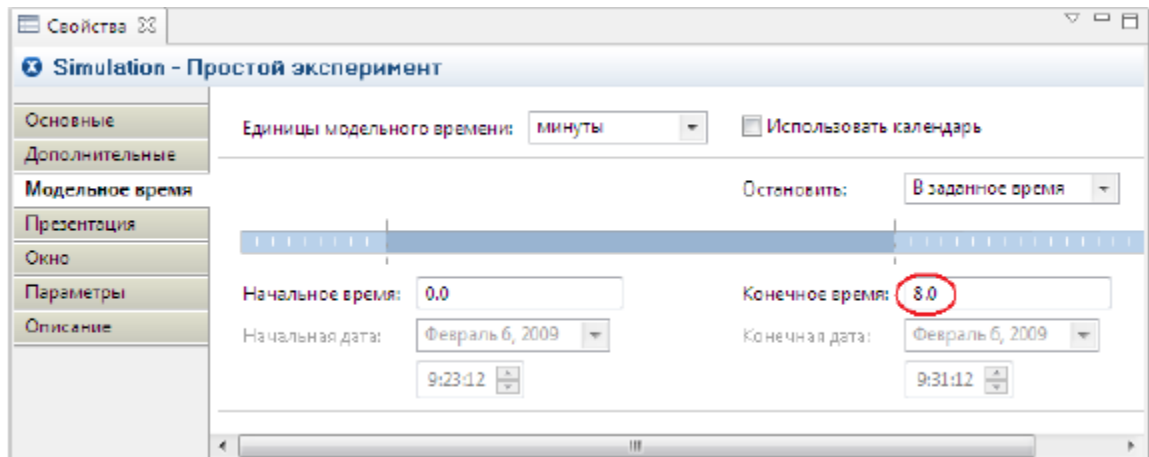 Свойства
Simulation - Простой эксперимент
Основные
Дополнительные
Модельное время
Презентация
Окно
Параметры
Описание
Единицы модельного времени: минуты Использовать календарь
Остановить: В заданное время
Начальное время: 0.0 Конечное время: 8.0
Начальная дата: Февраль 6, 2009 Конечная дата: Февраль 6, 2009
9:23:12 9:31:12